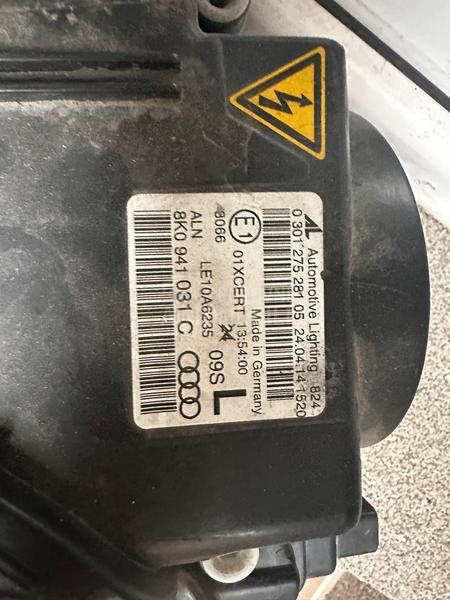 Automotive Lighting 824
0 301 275 281 05 24.04.14 1520
Made in Germany
E1 01XCERT 13:54:00
8066
LE10A6235 09S L
ALN
8K0 941 031 C